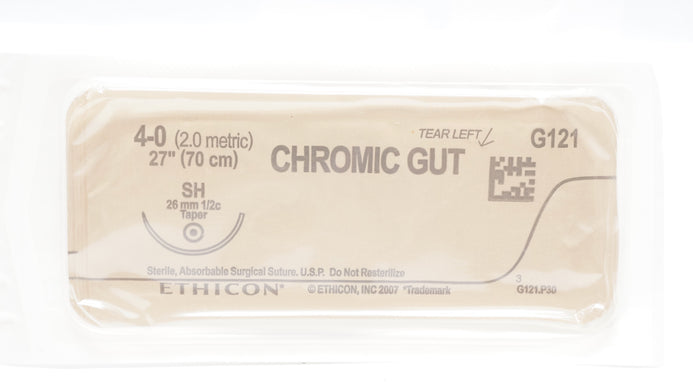 4-0 (2.0 metric)
27" (70 cm)
CHROMIC GUT
TEAR LEFT
G121
SH
26 mm 1/2c
Taper
Sterile, Absorbable Surgical Suture. U.S.P. Do Not Resterilize
ETHICON*
© ETHICON, INC 2007 *Trademark
3
G121.P30